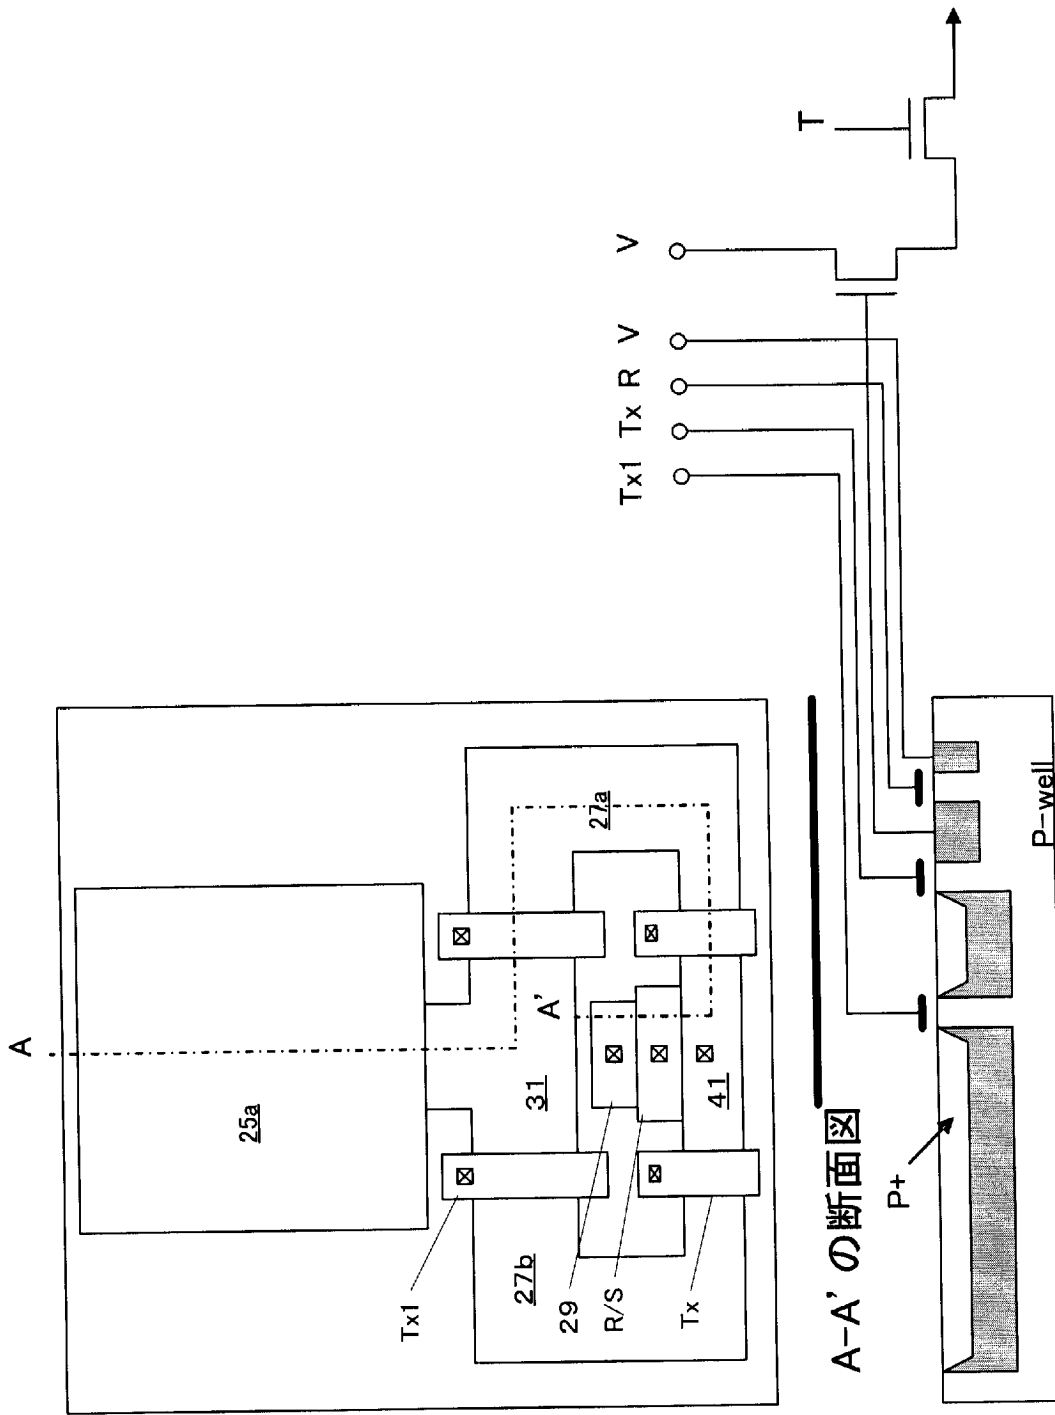 A
25a
31
A'
27a
41
27b
Tx1
29
R/S
Tx
Tx1
Tx
R
V
V
T
A-A' の断面図
P+
P-well